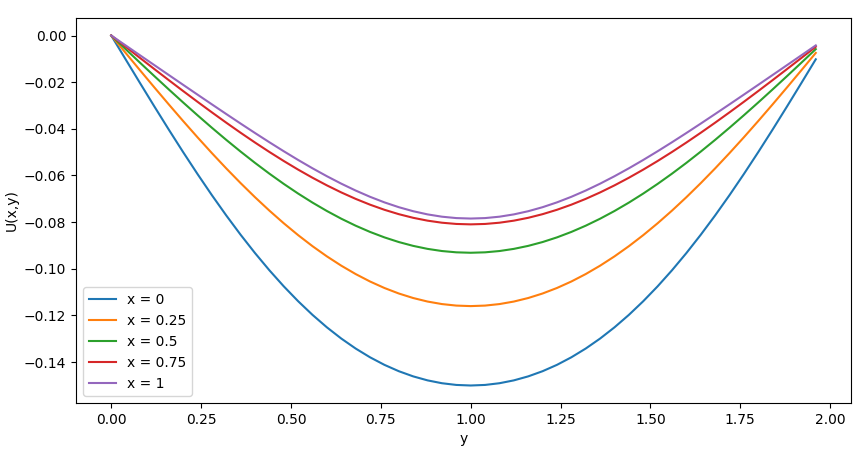 0.00
−0.02
−0.04
−0.06
−0.08
−0.10
−0.12
−0.14
U(x,y)
x = 0
x = 0.25
x = 0.5
x = 0.75
x = 1
0.00 0.25 0.50 0.75 1.00 1.25 1.50 1.75 2.00
y